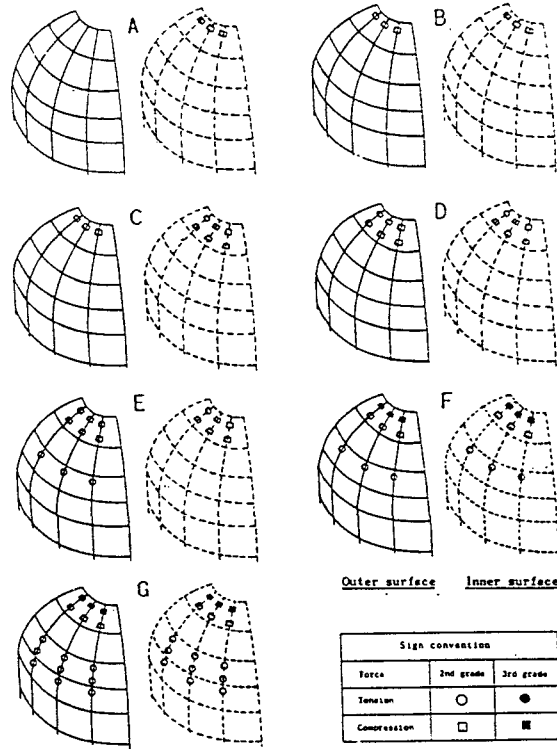 A
B
C
D
E
F
G
Outer surface Inner surface
Sign convention
Force 2nd grade 3rd grade
Tension
Compression